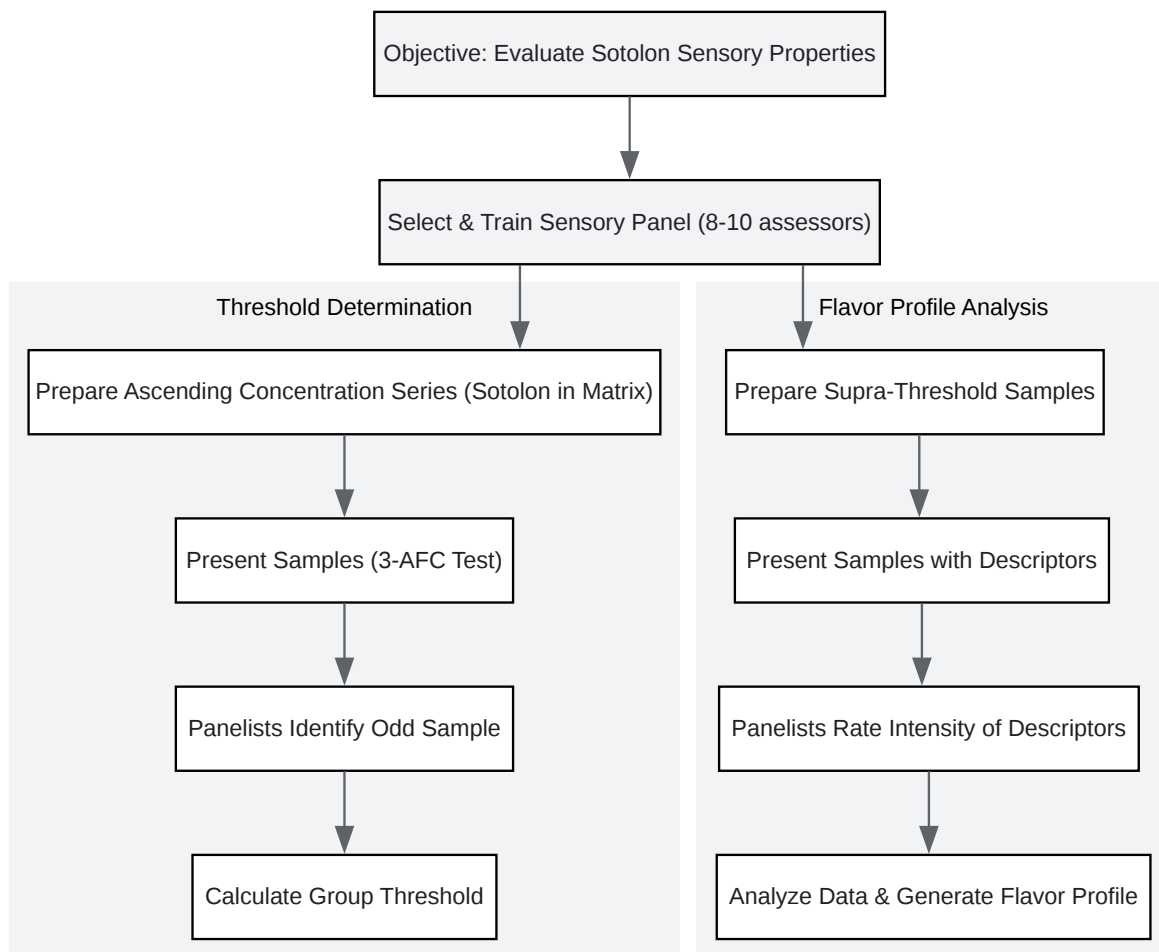 Objective: Evaluate Sotolon Sensory Properties
Select & Train Sensory Panel (8-10 assessors)
Threshold Determination
Prepare Ascending Concentration Series (Sotolon in Matrix)
Present Samples (3-AFC Test)
Panelists Identify Odd Sample
Calculate Group Threshold
Flavor Profile Analysis
Prepare Supra-Threshold Samples
Present Samples with Descriptors
Panelists Rate Intensity of Descriptors
Analyze Data & Generate Flavor Profile